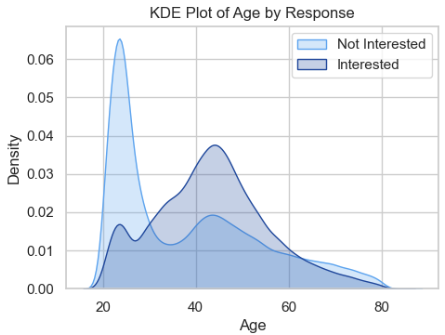 KDE Plot of Age by Response
Not Interested
Interested
Density
0.06
0.05
0.04
0.03
0.02
0.01
0.00
20 40 60 80
Age